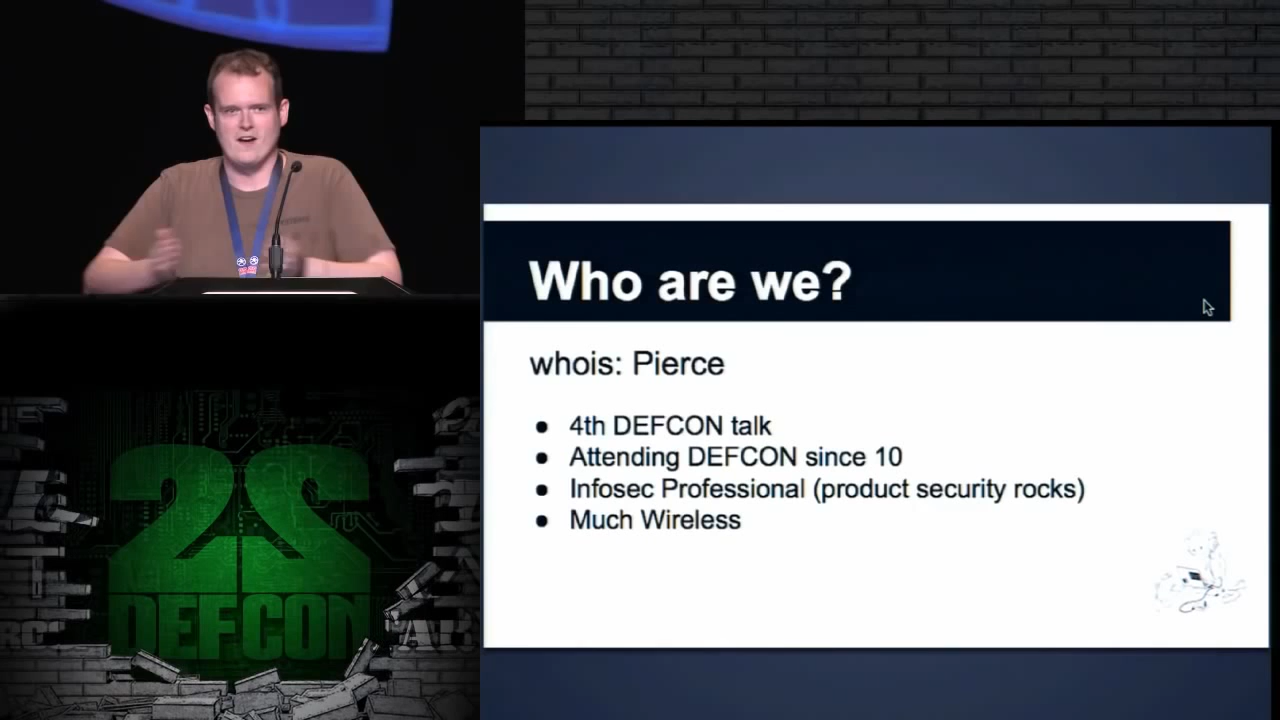 Who are we?
whois: Pierce
4th DEFCON talk
Attending DEFCON since 10
Infosec Professional (product security rocks)
Much Wireless
22
DEFCON